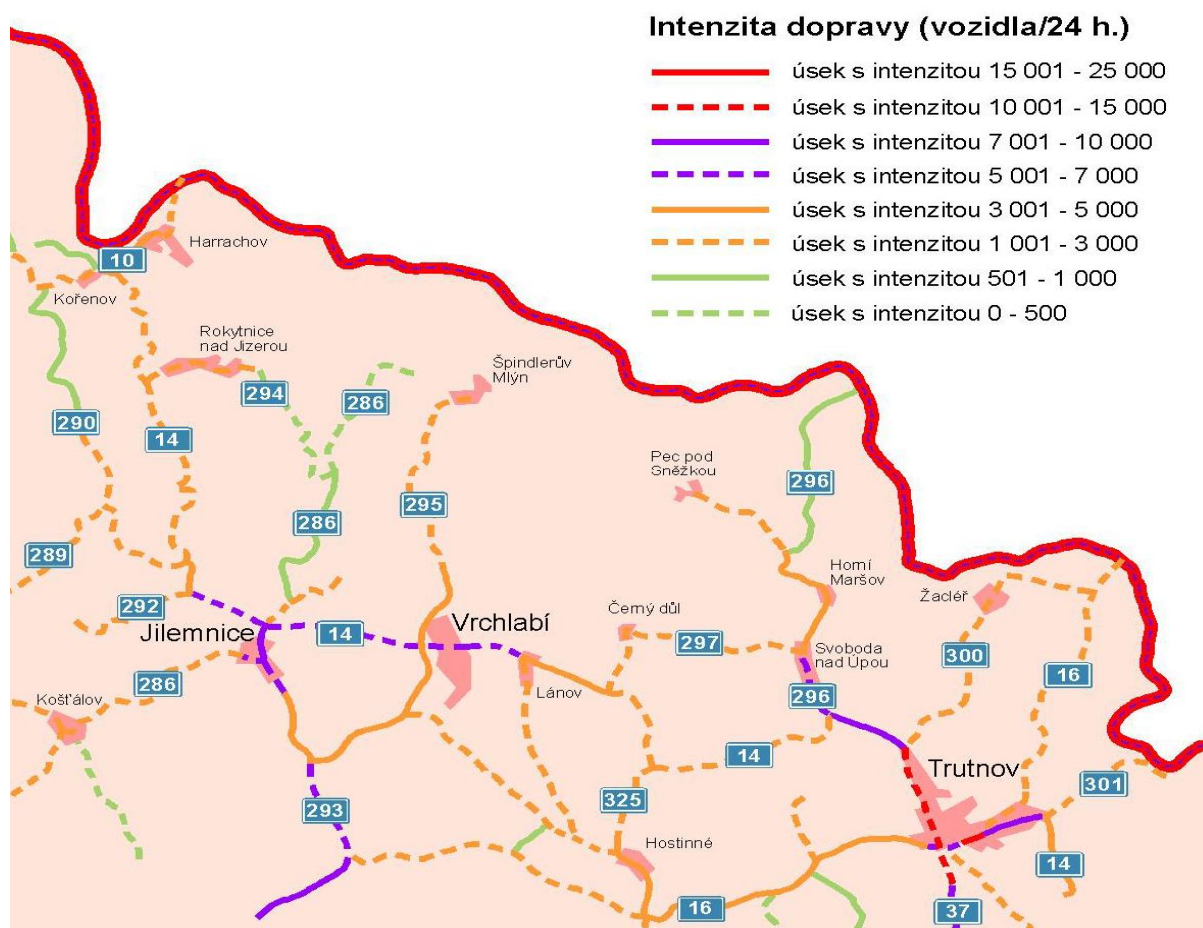 Intenzita dopravy (vozidla/24 h.)
úsek s intenzitou 15 001 - 25 000
úsek s intenzitou 10 001 - 15 000
úsek s intenzitou 7 001 - 10 000
úsek s intenzitou 5 001 - 7 000
úsek s intenzitou 3 001 - 5 000
úsek s intenzitou 1 001 - 3 000
úsek s intenzitou 501 - 1 000
úsek s intenzitou 0 - 500
Harrachov
10
Kořenov
Rokytnice
nad Jizerou
Špindlerův
Mlýn
294
286
290
14
Pec pod
Sněžkou
296
295
286
289
Horní
Maršov
Žacléř
292
Jilemnice
14
Vrchlabí
Černý důl
297
Svoboda
nad Úpou
300
16
286
Košťálov
Lánov
296
14
Trutnov
301
293
325
Hostinné
14
16
37